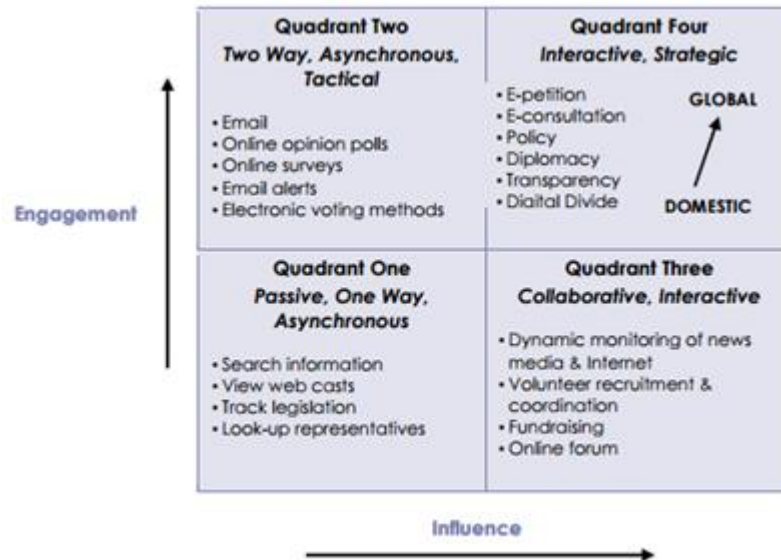 Quadrant Two
Two Way, Asynchronous,
Tactical
• Email
• Online opinion polls
• Online surveys
• Email alerts
• Electronic voting methods
Quadrant Four
Interactive, Strategic
• E-petition
• E-consultation
• Policy
• Diplomacy
• Transparency
• Digital Divide
GLOBAL
DOMESTIC
Engagement
Quadrant One
Passive, One Way,
Asynchronous
• Search information
• View web casts
• Track legislation
• Look-up representatives
Quadrant Three
Collaborative, Interactive
• Dynamic monitoring of news
media & Internet
• Volunteer recruitment &
coordination
• Fundraising
• Online forum
Influence